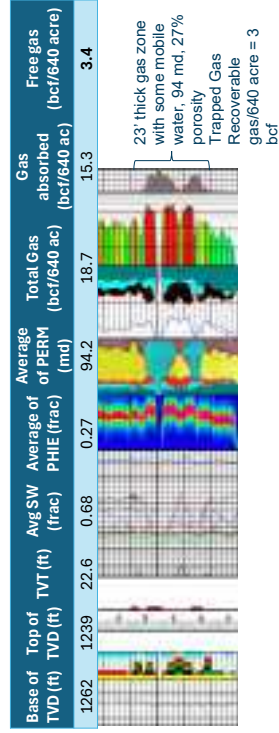 Base of TVD (ft) Top of TVD (ft) TVT (ft) Avg SW (frac) Average of PHIE (frac) Average of PERM (md) Total Gas (bcf/640 ac) Gas absorbed (bcf/640 ac) Free gas (bcf/640 acre)
1262 1239 22.6 0.68 0.27 94.2 18.7 15.3 3.4
23' thick gas zone
with some mobile
water, 94 md, 27%
porosity
Trapped Gas
Recoverable
gas/640 acre = 3
bcf